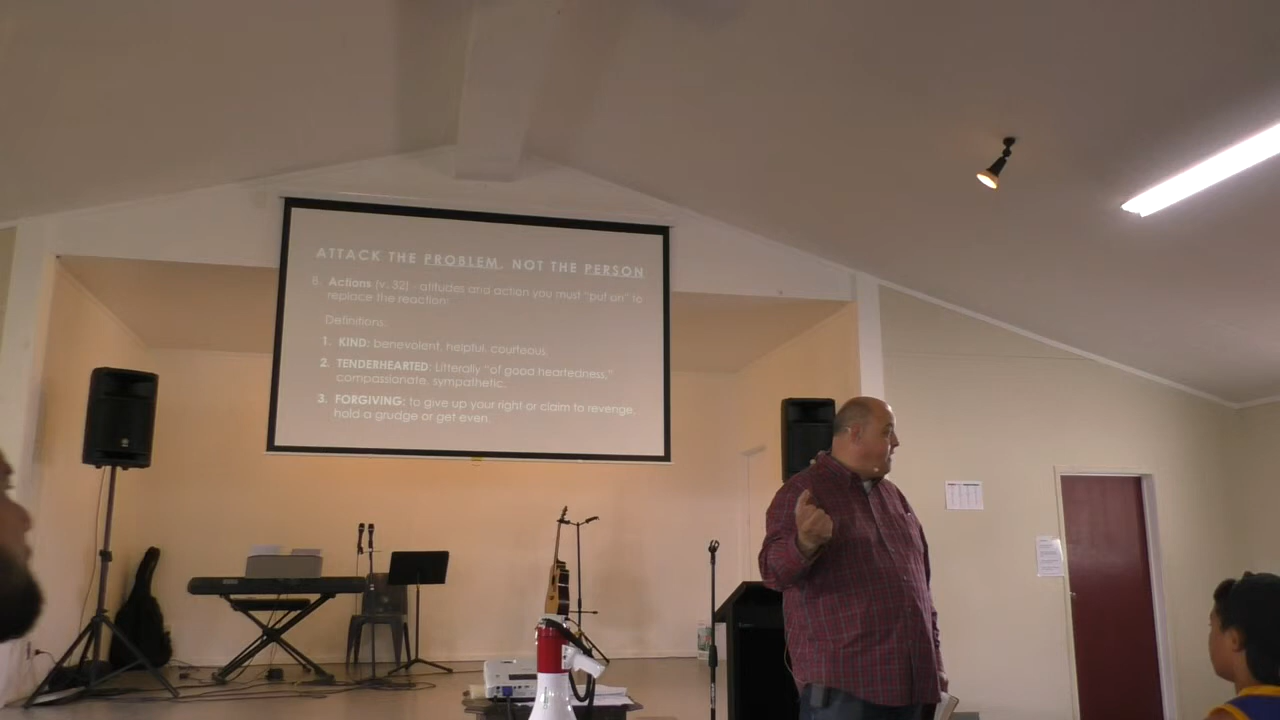 ATTACK THE PROBLEM, NOT THE PERSON
8. Actions (v. 32) - attitudes and action you must "put on" to
replace the reaction:
Definitions:
1. KIND: benevolent, helpful, courteous.
2. TENDERHEARTED: Litterally "of good heartedness,"
compassionate, sympathetic.
3. FORGIVING: to give up your right or claim to revenge,
hold a grudge or get even.